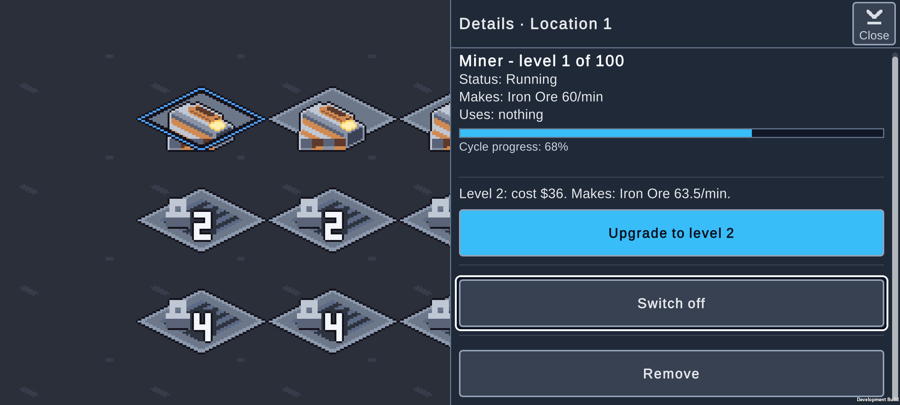 Details · Location 1
Close
Miner - level 1 of 100
Status: Running
Makes: Iron Ore 60/min
Uses: nothing
Cycle progress: 68%
Level 2: cost $36. Makes: Iron Ore 63.5/min.
Upgrade to level 2
Switch off
Remove
2
2
4
4
Development Build